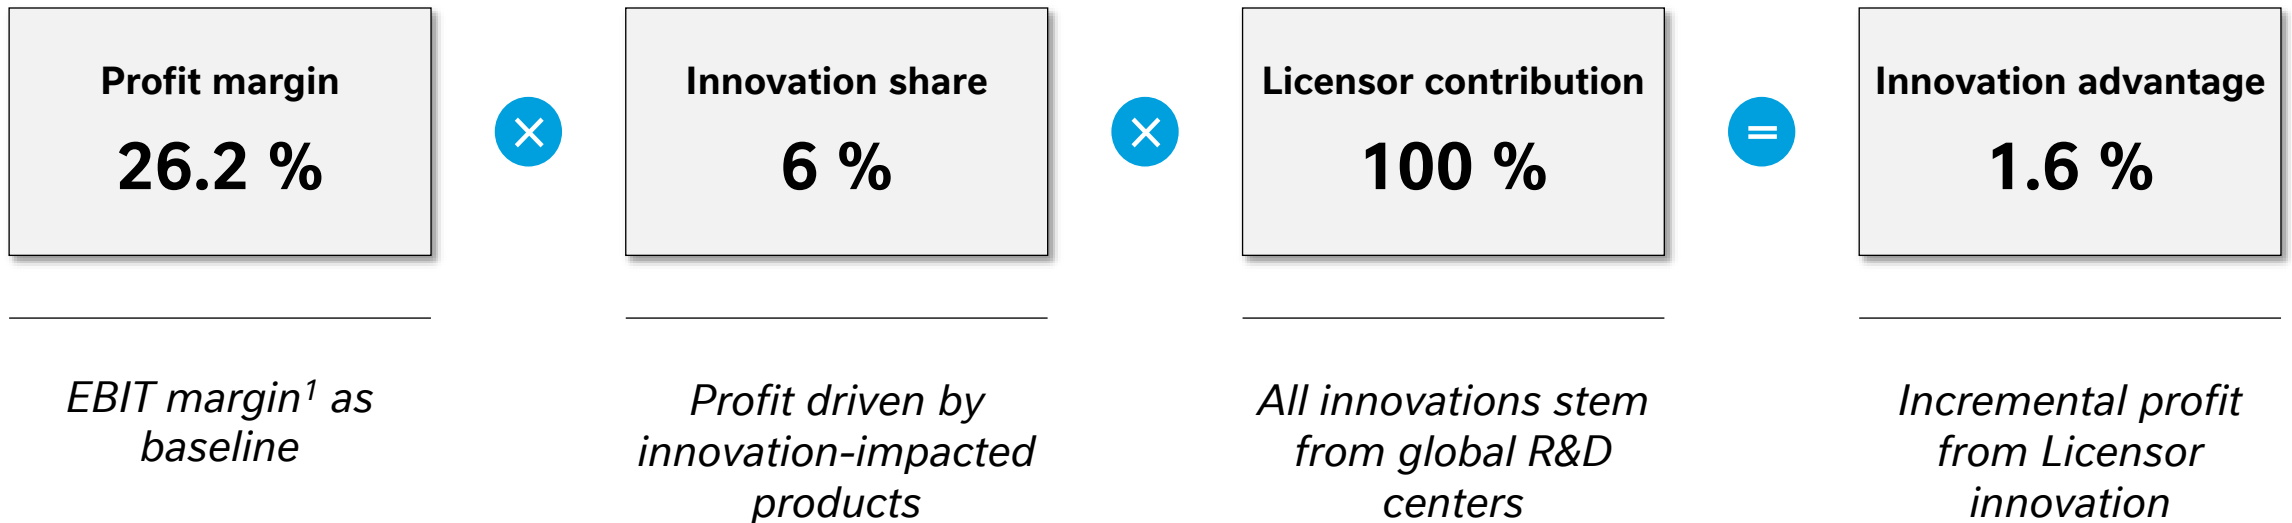 Profit margin
26.2 %
×
Innovation share
6 %
×
Licensor contribution
100 %
=
Innovation advantage
1.6 %
EBIT margin¹ as
baseline
Profit driven by
innovation-impacted
products
All innovations stem
from global R&D
centers
Incremental profit
from Licensor
innovation